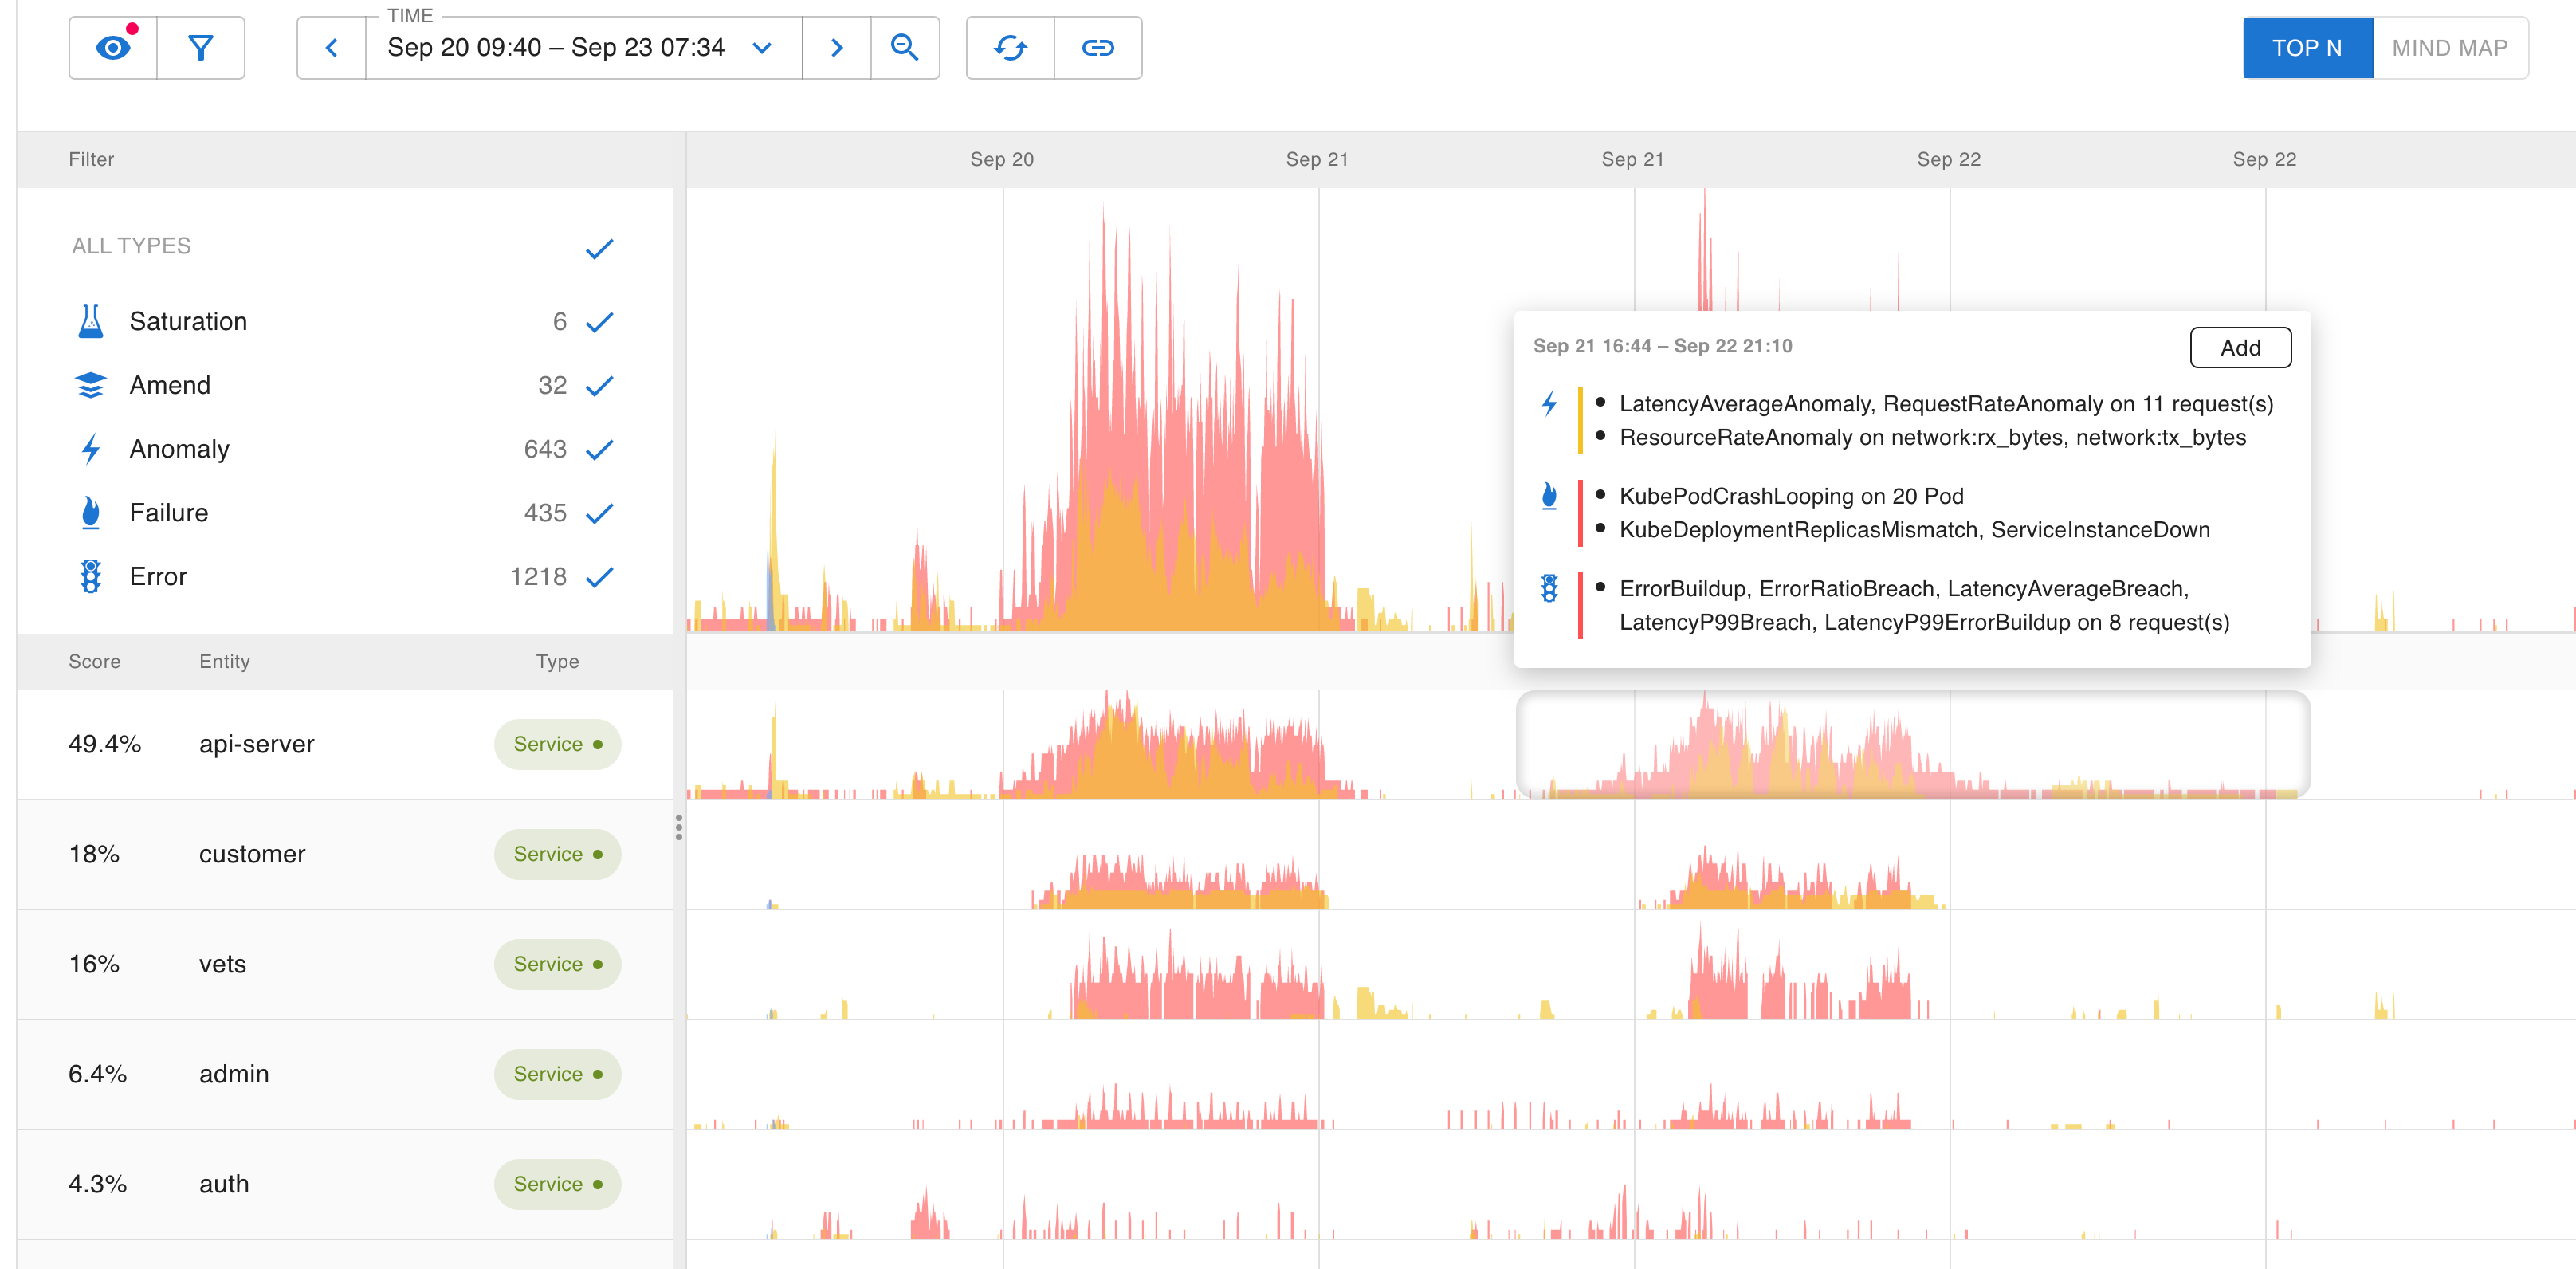 TIME
Sep 20 09:40 – Sep 23 07:34
TOP N
MIND MAP
Filter
Sep 20
Sep 21
Sep 21
Sep 22
Sep 22
ALL TYPES
Saturation 6
Amend 32
Anomaly 643
Failure 435
Error 1218
Sep 21 16:44 – Sep 22 21:10
Add
• LatencyAverageAnomaly, RequestRateAnomaly on 11 request(s)
• ResourceRateAnomaly on network:rx_bytes, network:tx_bytes
• KubePodCrashLooping on 20 Pod
• KubeDeploymentReplicasMismatch, ServiceInstanceDown
• ErrorBuildup, ErrorRatioBreach, LatencyAverageBreach,
LatencyP99Breach, LatencyP99ErrorBuildup on 8 request(s)
Score Entity Type
49.4% api-server Service
18% customer Service
16% vets Service
6.4% admin Service
4.3% auth Service